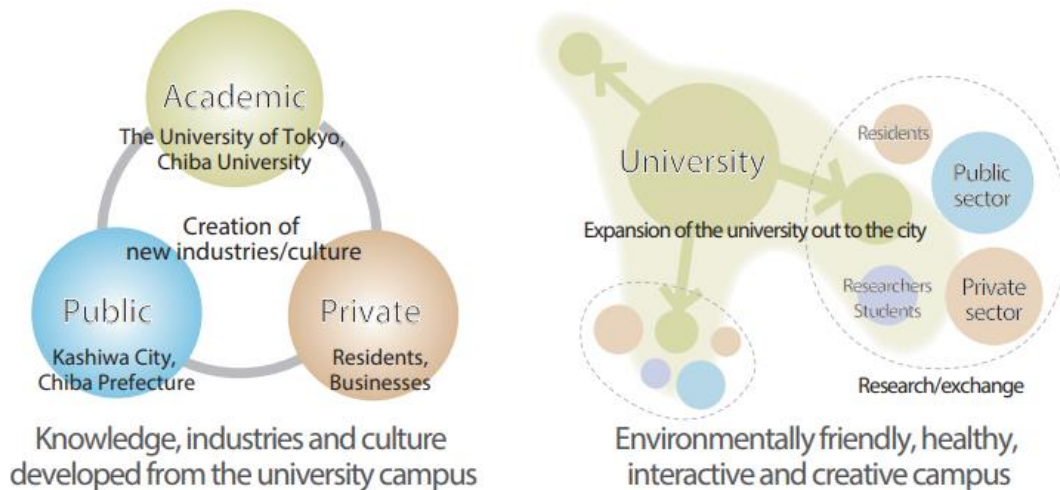 Academic
The University of Tokyo,
Chiba University
Creation of
new industries/culture
Public
Kashiwa City,
Chiba Prefecture
Private
Residents,
Businesses
Knowledge, industries and culture
developed from the university campus
University
Expansion of the university out to the city
Residents
Public
sector
Researchers
Students
Private
sector
Research/exchange
Environmentally friendly, healthy,
interactive and creative campus